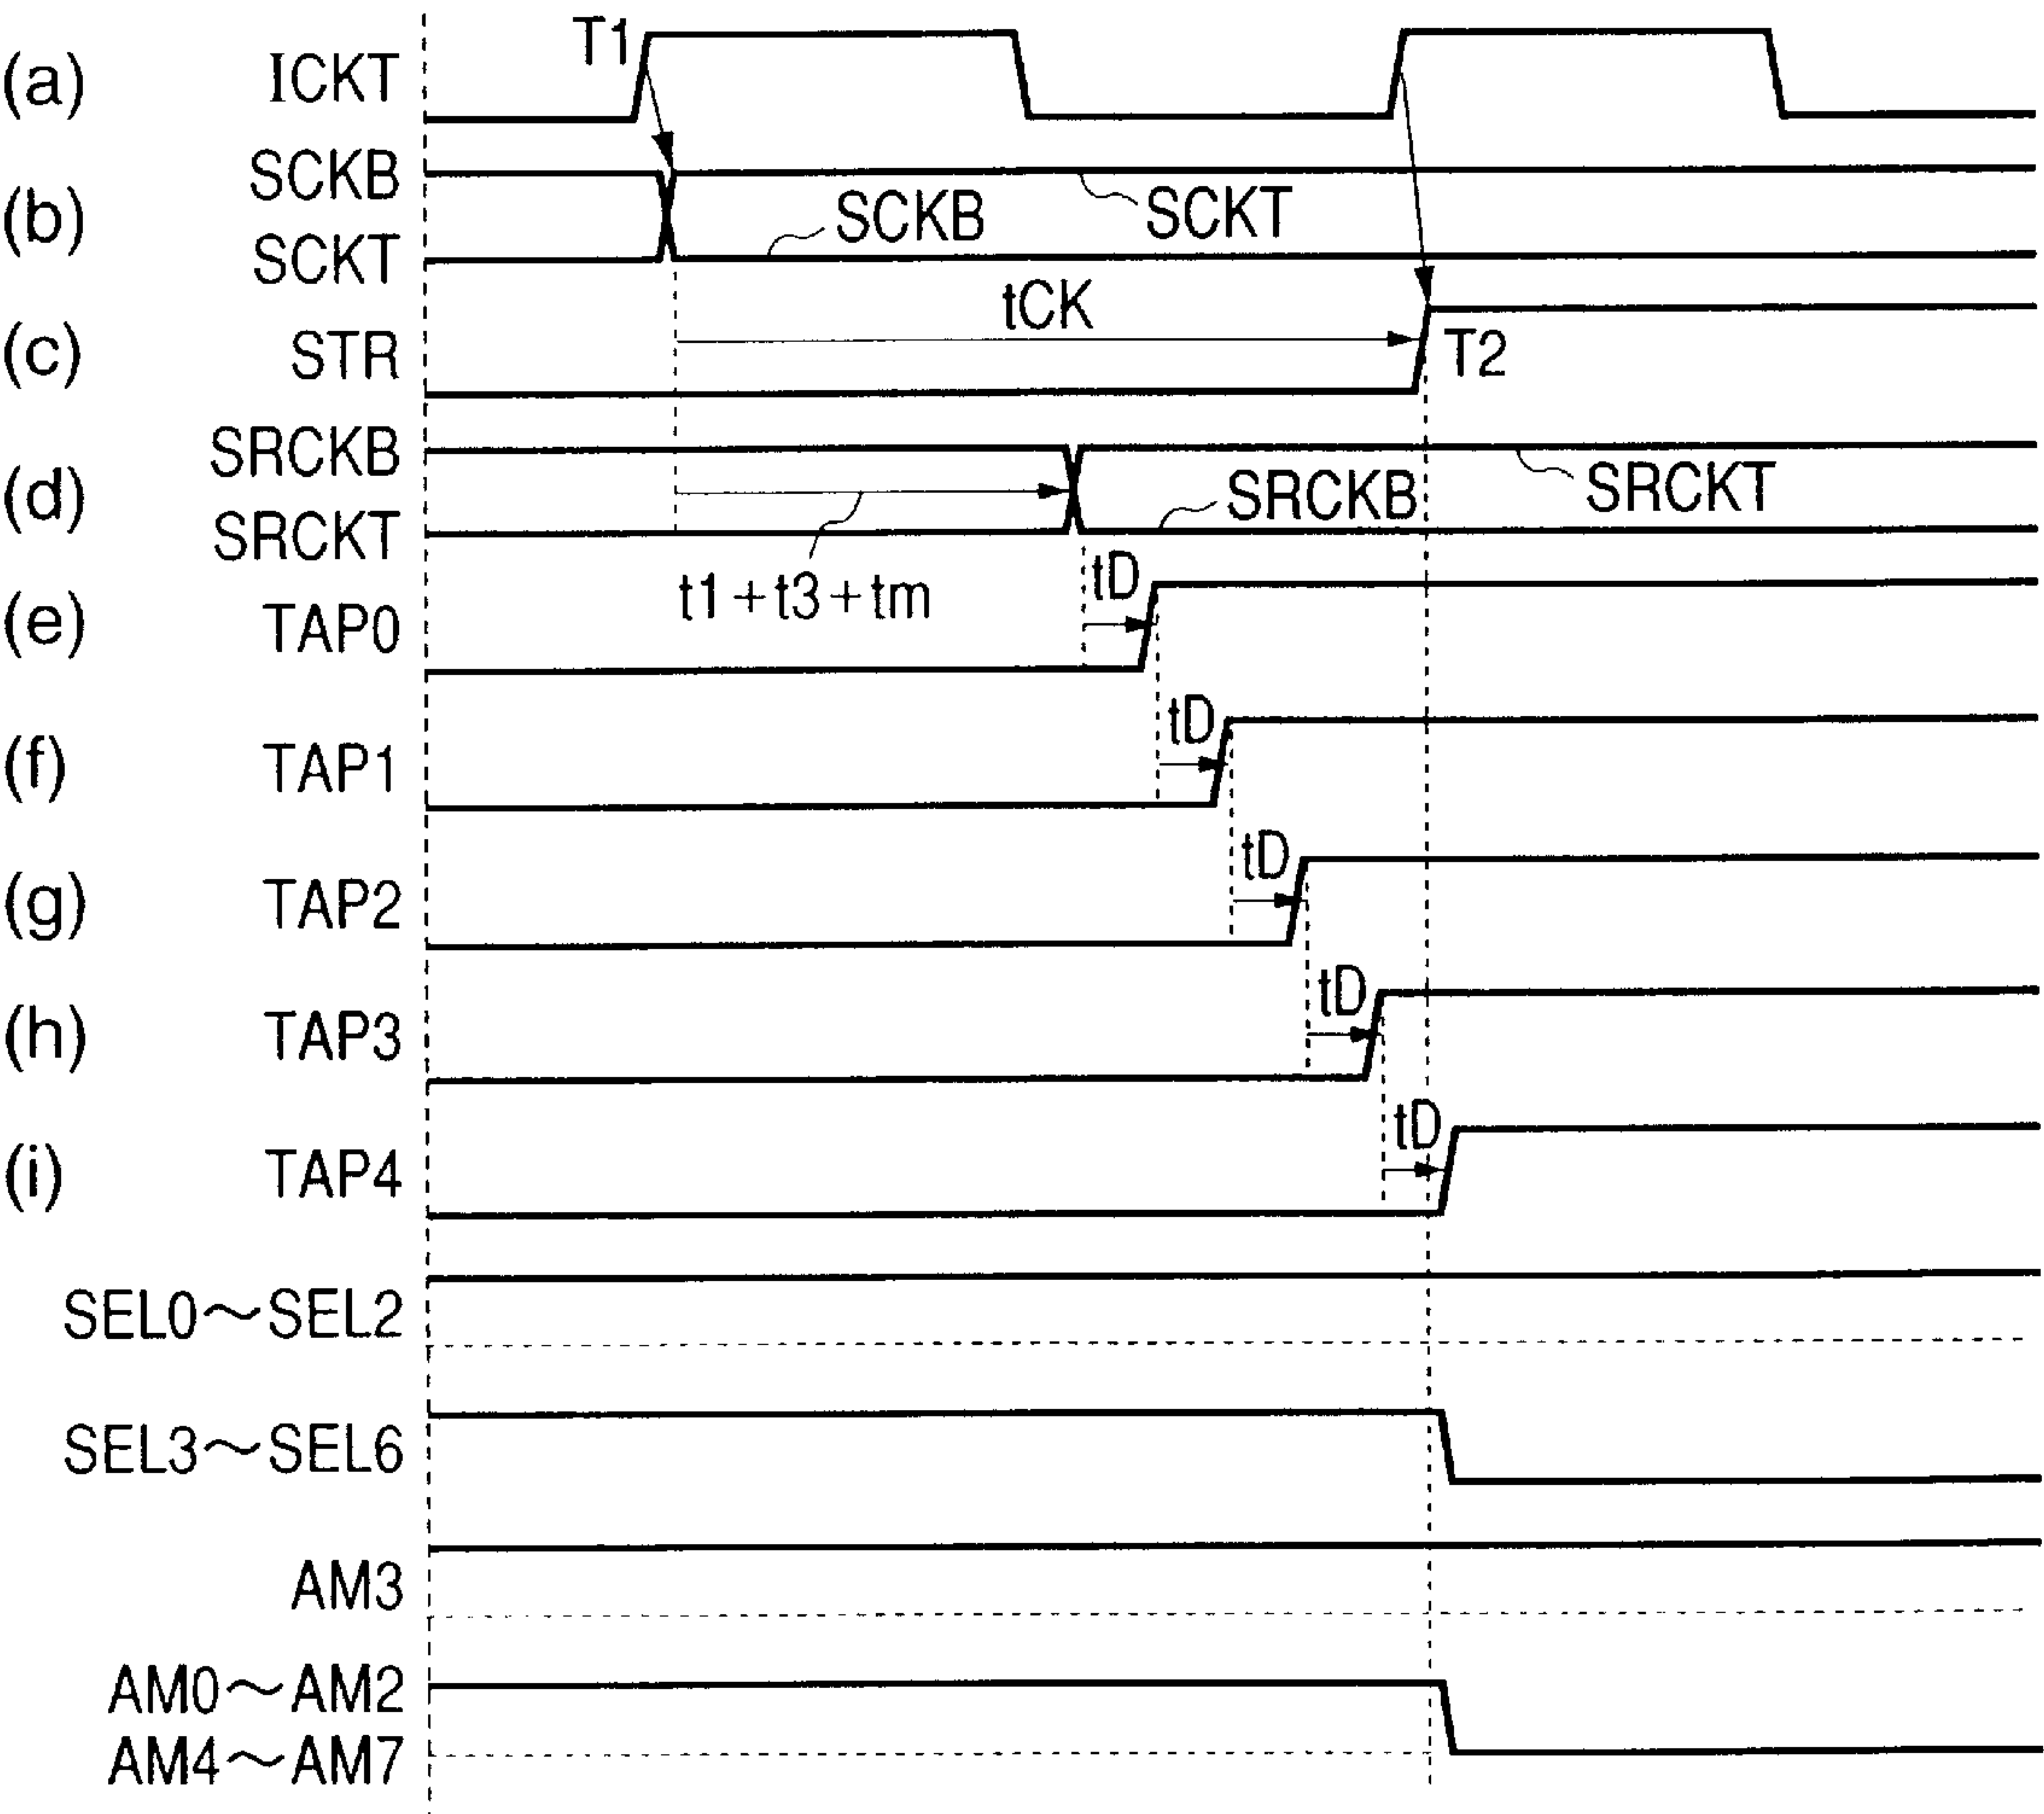 (a) ICKT T1
(b) SCKB
SCKT
SCKB SCKT
(c) STR tCK T2
(d) SRCKB
SRCKT
SRCKB SRCKT
t1+t3+tm
(e) TAP0 tD
(f) TAP1 tD
(g) TAP2 tD
(h) TAP3 tD
(i) TAP4 tD
SEL0~SEL2
SEL3~SEL6
AM3
AM0~AM2
AM4~AM7